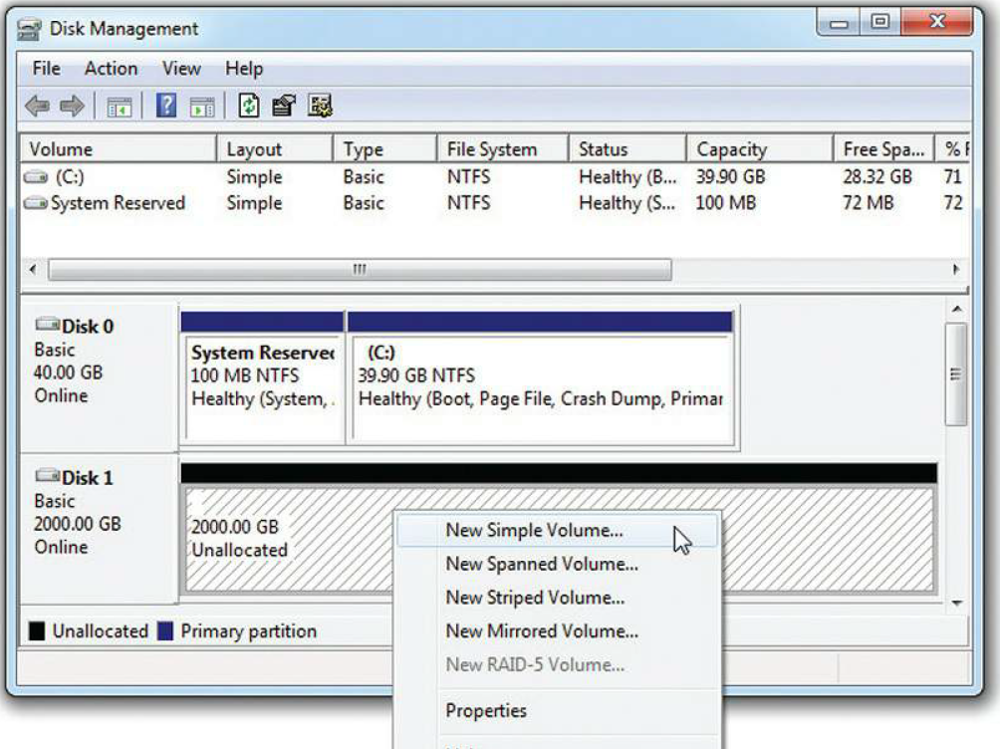 Disk Management
File Action View Help
Volume Layout Type File System Status Capacity Free Spa... % F
(C:) Simple Basic NTFS Healthy (B... 39.90 GB 28.32 GB 71
System Reserved Simple Basic NTFS Healthy (S... 100 MB 72 MB 72
Disk 0
Basic
40.00 GB
Online
System Reserved
100 MB NTFS
Healthy (System, .
(C:)
39.90 GB NTFS
Healthy (Boot, Page File, Crash Dump, Primar
Disk 1
Basic
2000.00 GB
Online
2000.00 GB
Unallocated
New Simple Volume...
New Spanned Volume...
New Striped Volume...
New Mirrored Volume...
New RAID-5 Volume...
Properties
Unallocated Primary partition